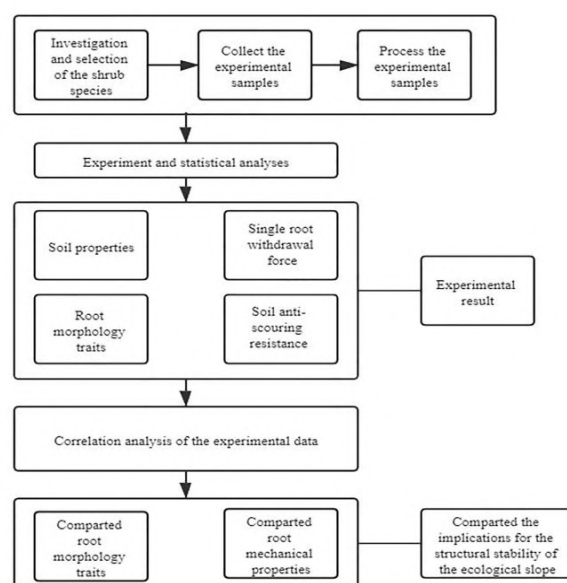 Investigation
and selection
of the shrub
species
Collect the
experimental
samples
Process the
experimental
samples
Experiment and statistical analyses
Soil properties
Single root
withdrawal
force
Root
morphology
traits
Soil anti-
scouring
resistance
Experimental
result
Correlation analysis of the experimental data
Comparted
root
morphology
traits
Comparted
root
mechanical
properties
Comparted the
implications for the
structural stability of
the ecological slope